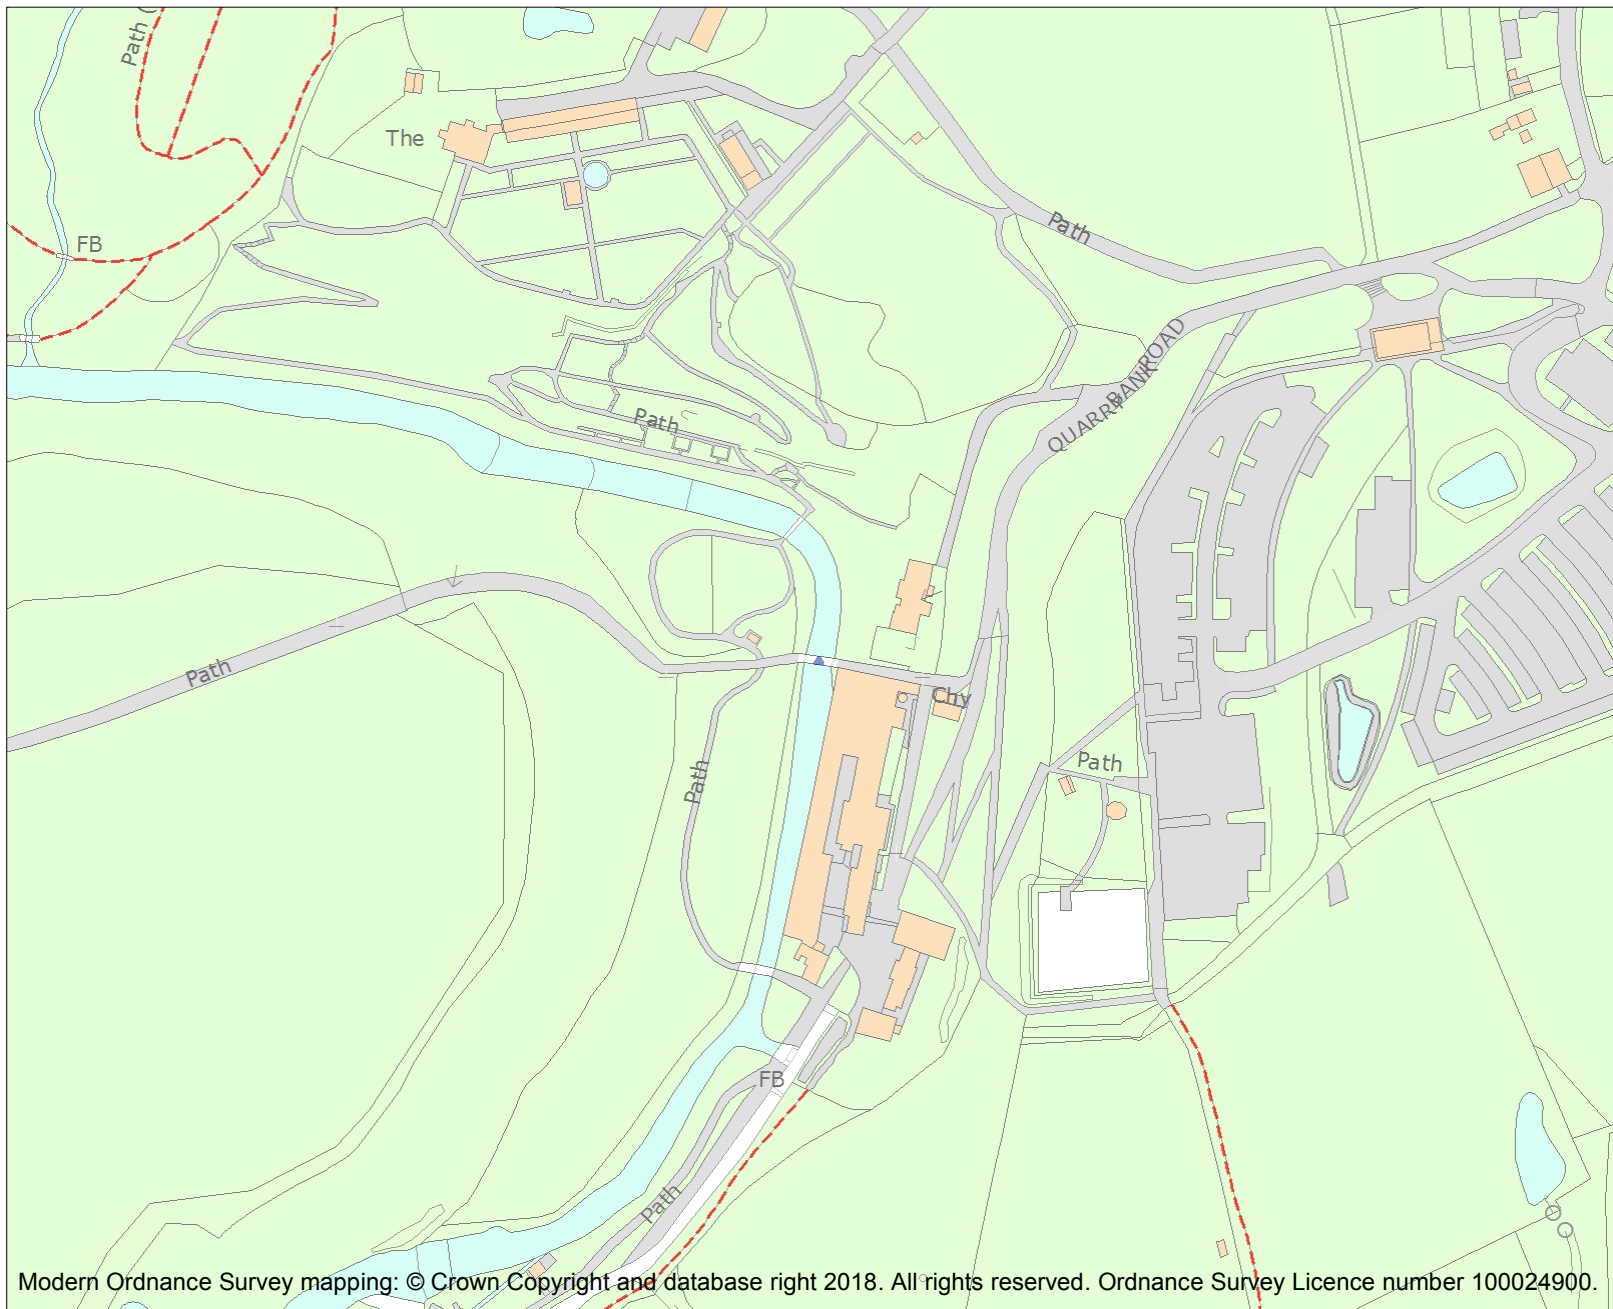 Path (
The
FB
Path
QUARRY BANK ROAD
Path
Path
Chy
Path
Path
FB
Path
Modern Ordnance Survey mapping: © Crown Copyright and database right 2018. All rights reserved. Ordnance Survey Licence number 100024900.